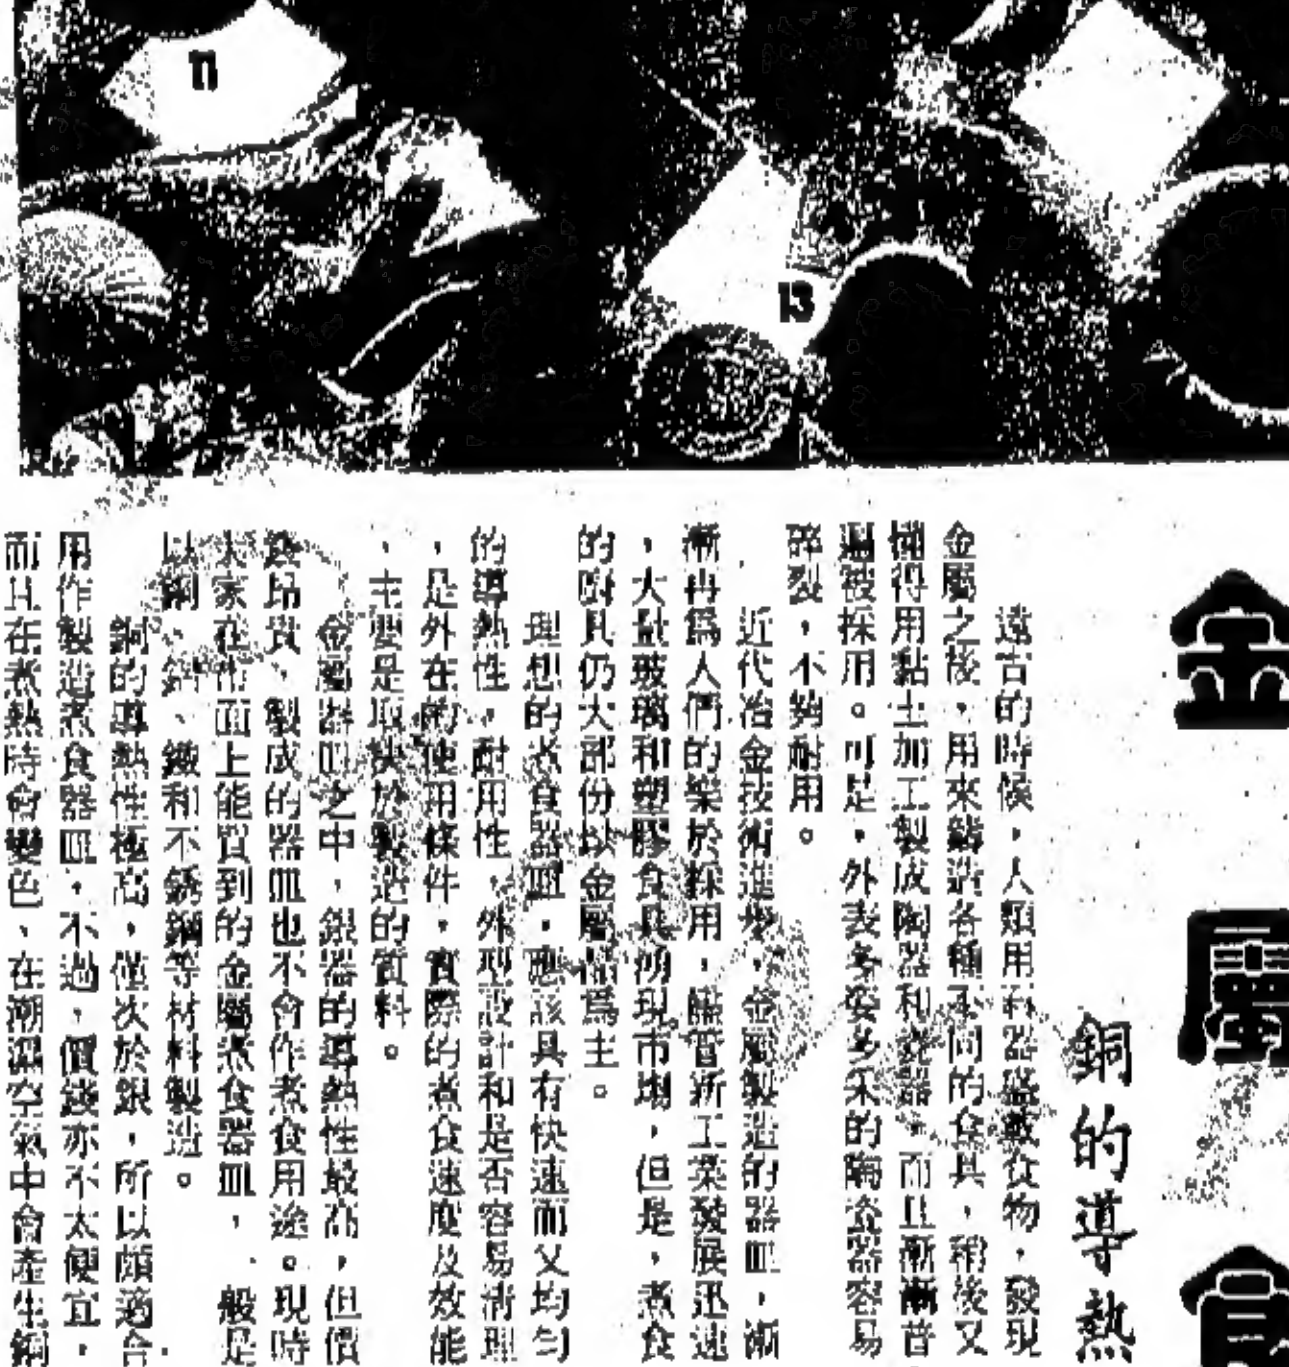 11
13
金屬食
銅的導熱
遠古的時候，人類用石器盛載食物，發現
金屬之後，用來鑄造各種不同的食具，稍後又
懂得用黏土加工製成陶器和瓷器，而且漸漸普
遍被採用。可是，外表多姿多采的陶瓷器容易
碎裂，不夠耐用。
近代冶金技術進步，金屬製造的器皿，漸
漸再爲人們的樂於採用，儘管新工業發展迅速
，大量玻璃和塑膠食具湧現市場，但是，煮食
的廚具仍大部份以金屬品爲主。
理想的煮食器皿，應該具有快速而又均勻
的導熱性，耐用性，外型設計和是否容易清理
，是外在的使用條件，實際的煮食速度及效能
，主要是取決於製造的質料。
金屬器皿之中，銀器的導熱性最高，但價
錢昂貴，製成的器皿也不會作煮食用途。現時
大家在市面上能買到的金屬煮食器皿，一般是
以銅、鋁、鐵和不銹鋼等材料製造。
銅的導熱性極高，僅次於銀，所以頗適合
用作製造煮食器皿，不過，價錢亦不太便宜，
而且在煮熱時會變色，在潮濕空氣中會產生銅